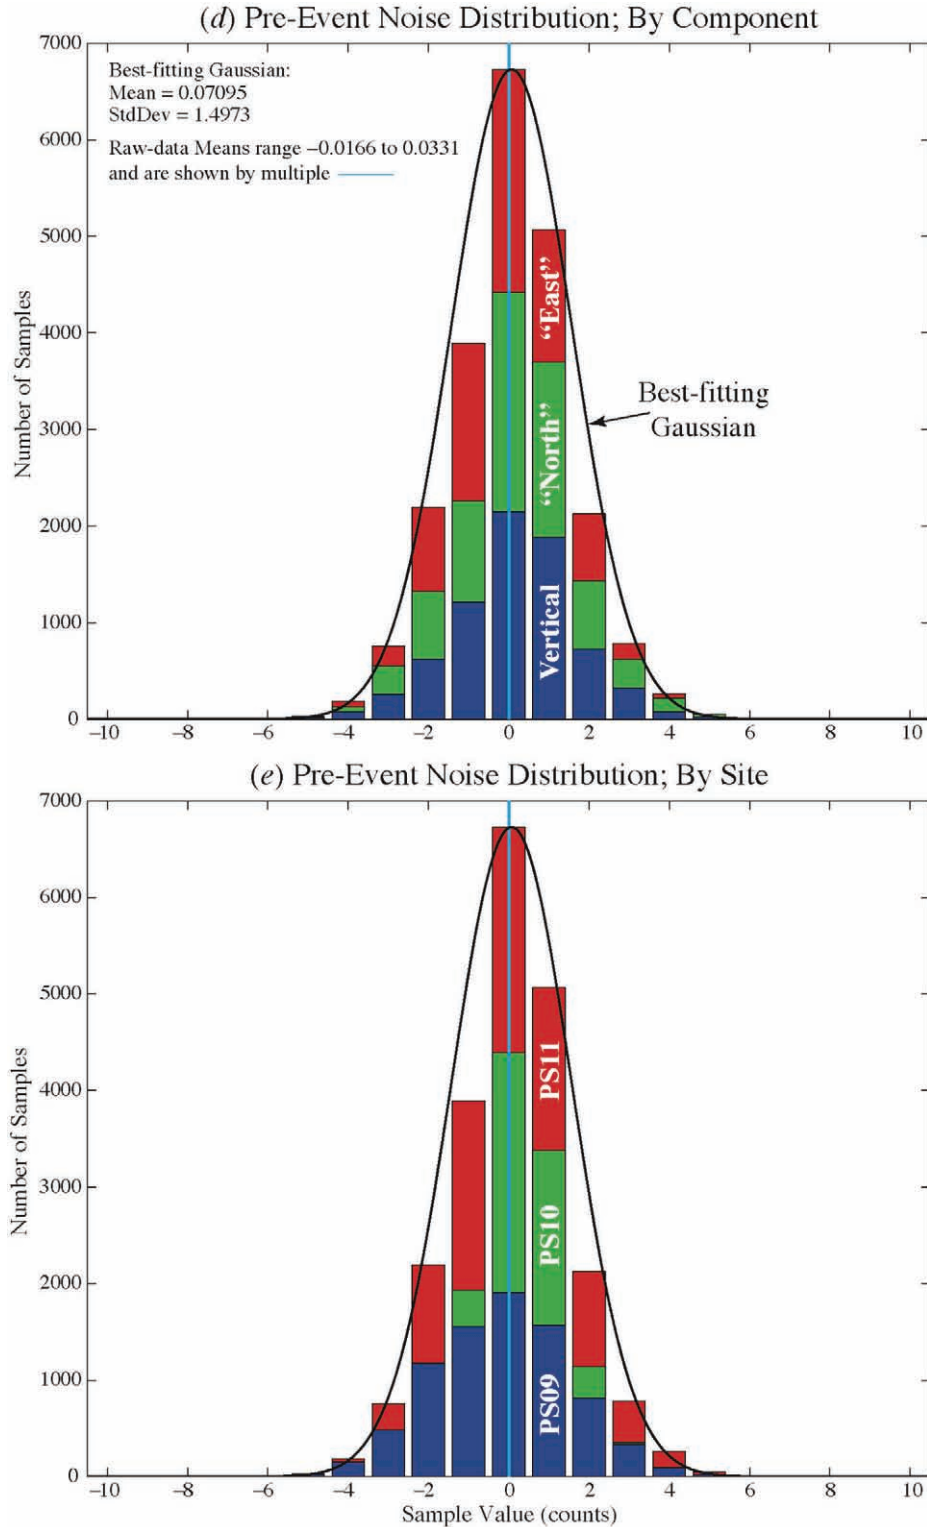 (d) Pre-Event Noise Distribution; By Component
7000
6000
5000
4000
3000
2000
1000
0
Number of Samples
Best-fitting Gaussian:
Mean = 0.07095
StdDev = 1.4973
Raw-data Means range −0.0166 to 0.0331
and are shown by multiple
“East”
“North”
Vertical
Best-fitting
Gaussian
−10 −8 −6 −4 −2 0 2 4 6 8 10
(e) Pre-Event Noise Distribution; By Site
7000
6000
5000
4000
3000
2000
1000
0
Number of Samples
PS11
PS10
PS09
−10 −8 −6 −4 −2 0 2 4 6 8 10
Sample Value (counts)